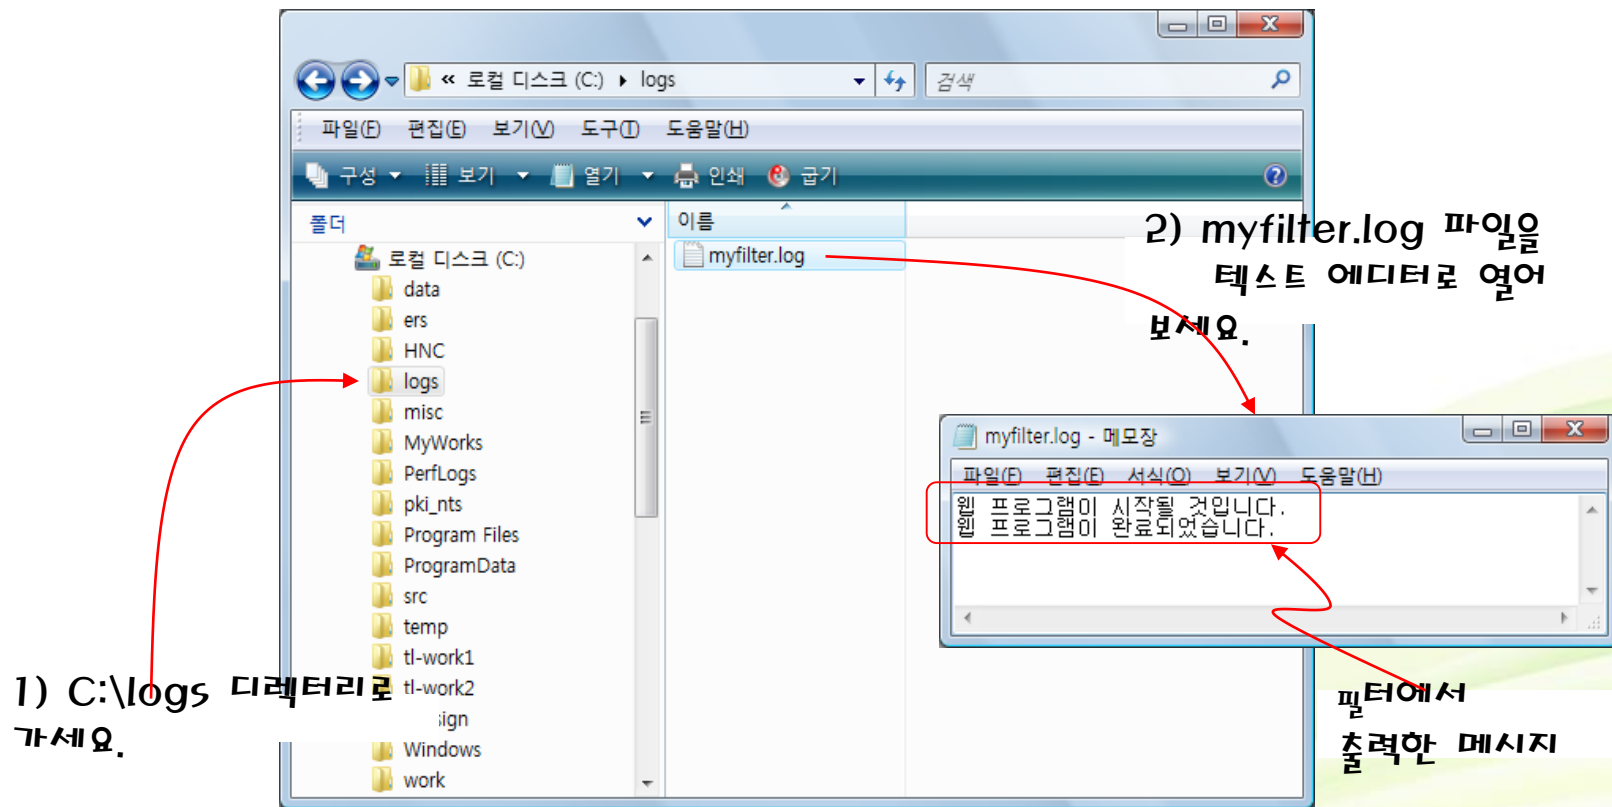 « 로컬 디스크 (C:) ▸ logs
검색
파일(F) 편집(E) 보기(V) 도구(T) 도움말(H)
구성 보기 열기 인쇄 굽기
폴더
이름
로컬 디스크 (C:)
data
ers
HNC
logs
misc
MyWorks
PerfLogs
pki_nts
Program Files
ProgramData
src
temp
tl-work1
tl-work2
sign
Windows
work
myfilter.log
2) myfilter.log 파일을
텍스트 에디터로 열어
보세요.
myfilter.log - 메모장
파일(F) 편집(E) 서식(O) 보기(V) 도움말(H)
웹 프로그램이 시작될 것입니다.
웹 프로그램이 완료되었습니다.
1) C:\logs 디렉터리로
가세요.
필터에서
출력한 메시지